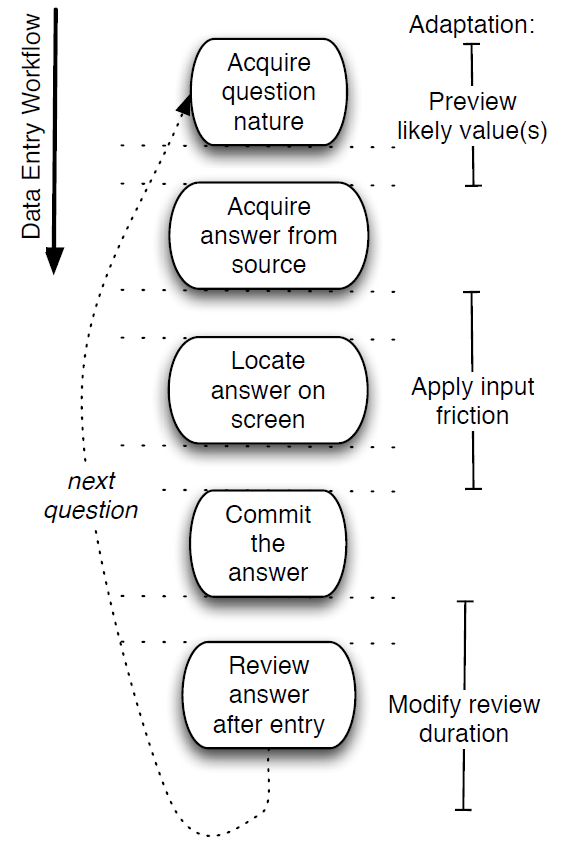 Data Entry Workflow
Adaptation:
Acquire
question
nature
Preview
likely value(s)
Acquire
answer from
source
Locate
answer on
screen
Apply input
friction
next
question
Commit
the
answer
Review
answer
after entry
Modify review
duration